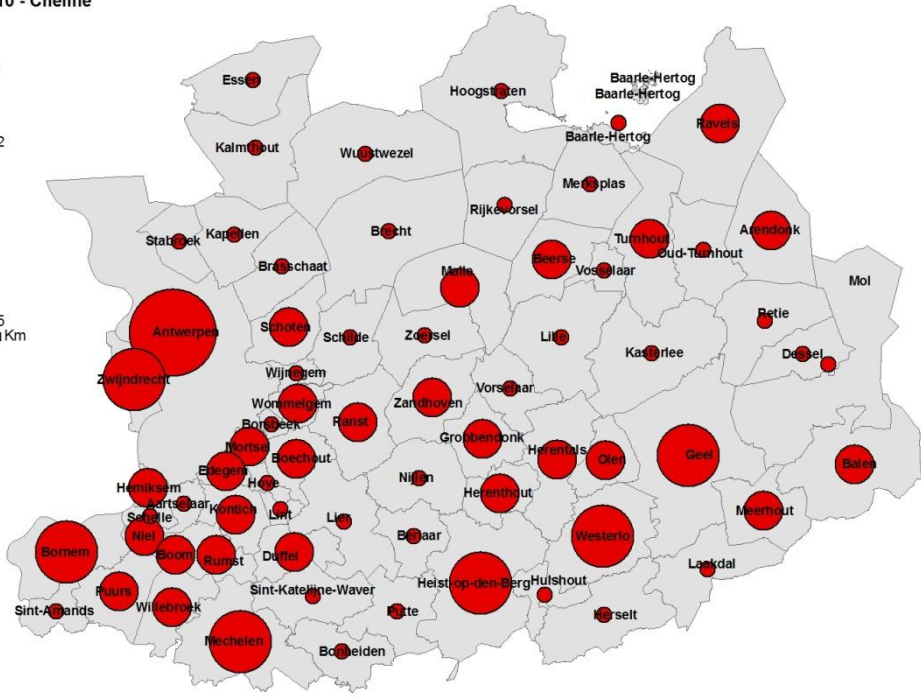 10 - Chemie
2
5
Km
Essen
Hoogstraten
Baarle-Hertog
Baarle-Hertog
Baarle-Hertog
Ravels
Kalmthout
Wuustwezel
Merksplas
Rijkevorsel
Stabroek
Kapellen
Brecht
Turnhout
Arendonk
Oud-Turnhout
Brasschaat
Malle
Beerse
Vosselaar
Mol
Antwerpen
Schoten
Schilde
Zoersel
Lille
Kasterlee
Retie
Dessel
Zwijndrecht
Wijnegem
Wommelgem
Zandhoven
Vorselaar
Borsbeek
Ranst
Mortsel
Grobbendonk
Edegem
Boechout
Herentals
Olen
Geel
Balen
Hemiksem
Hove
Nijlen
Herenthout
Aartselaar
Schelle
Kontich
Lint
Lier
Meerhout
Niel
Berlaar
Westerlo
Bornem
Boom
Rumst
Duffel
Laakdal
Heist-op-den-Berg
Hulshout
Puurs
Sint-Katelijne-Waver
Sint-Amands
Willebroek
Putte
Herselt
Mechelen
Bonheiden